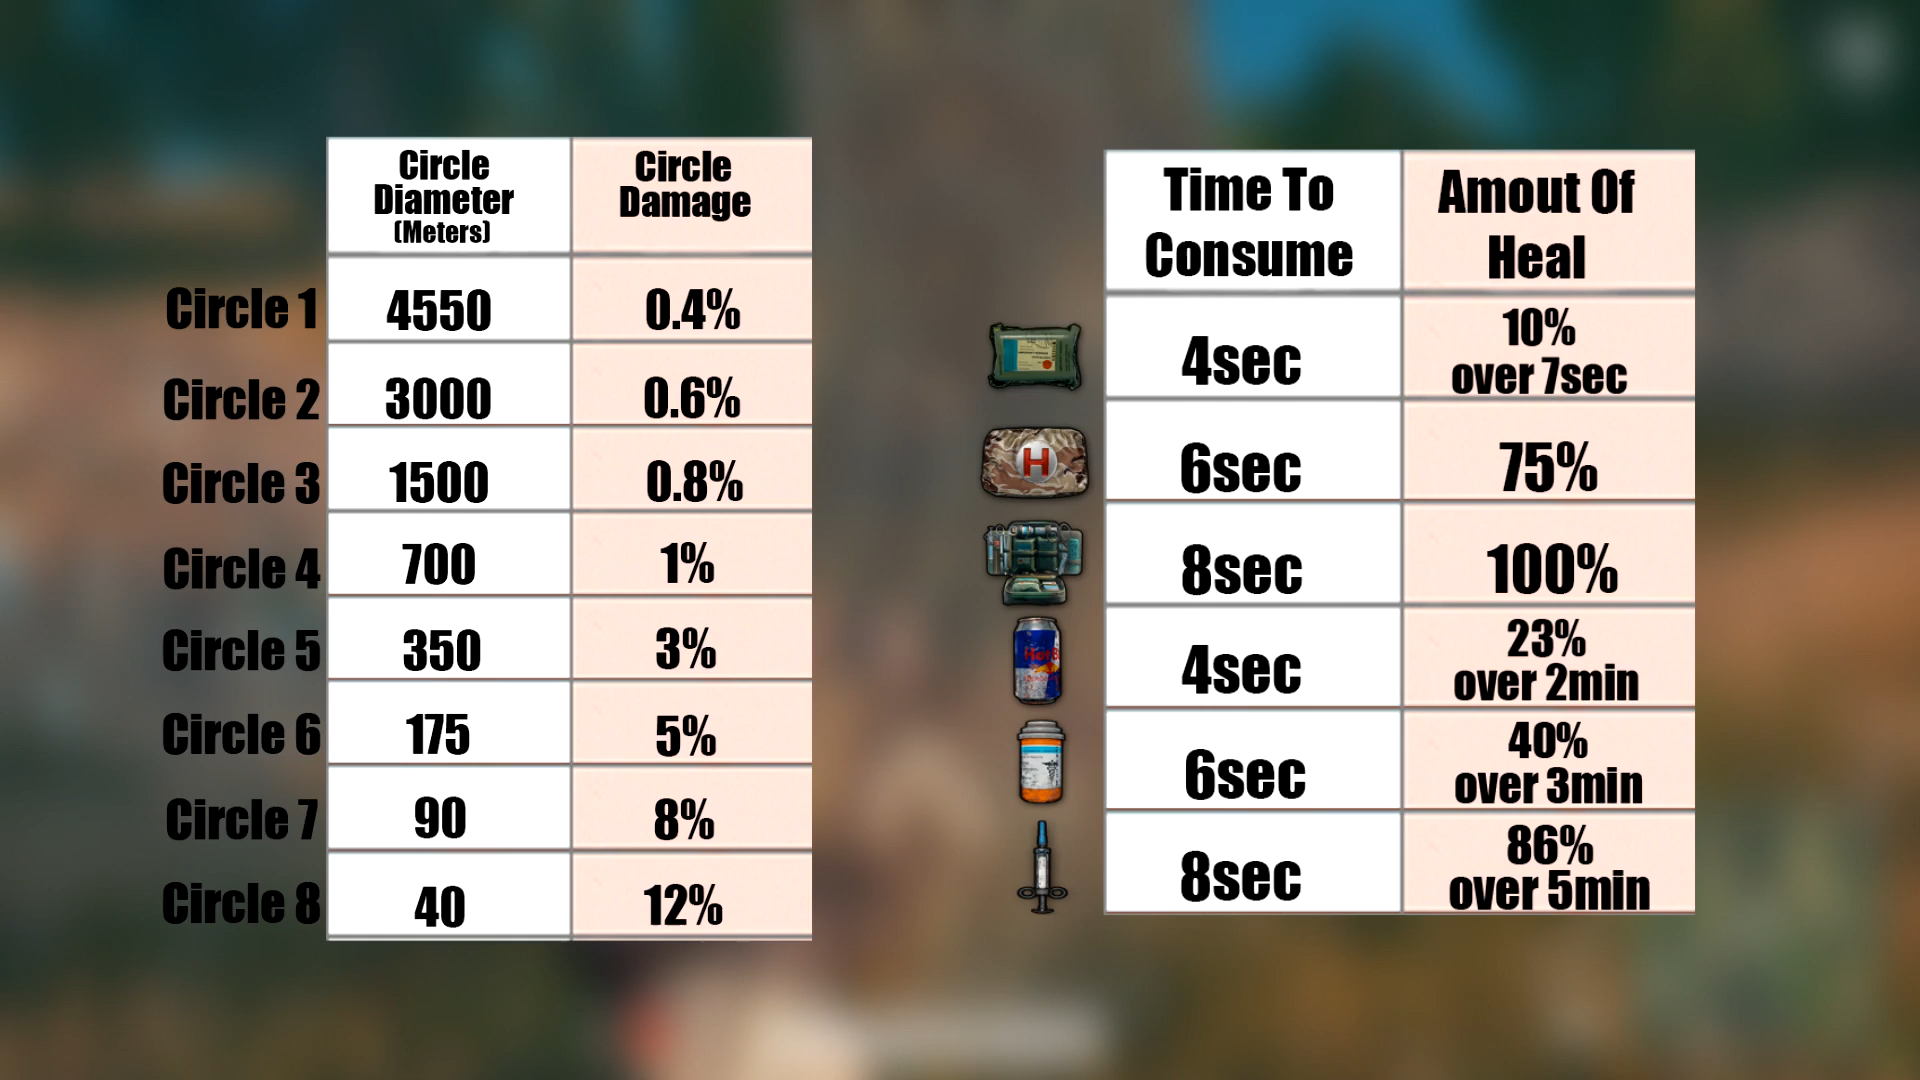 Circle
Diameter
(Meters)
Circle
Damage
Circle 1 4550 0.4%
Circle 2 3000 0.6%
Circle 3 1500 0.8%
Circle 4 700 1%
Circle 5 350 3%
Circle 6 175 5%
Circle 7 90 8%
Circle 8 40 12%
Time To
Consume
Amout Of
Heal
4sec
10%
over 7sec
H
6sec 75%
8sec 100%
4sec
23%
over 2min
6sec
40%
over 3min
8sec
86%
over 5min